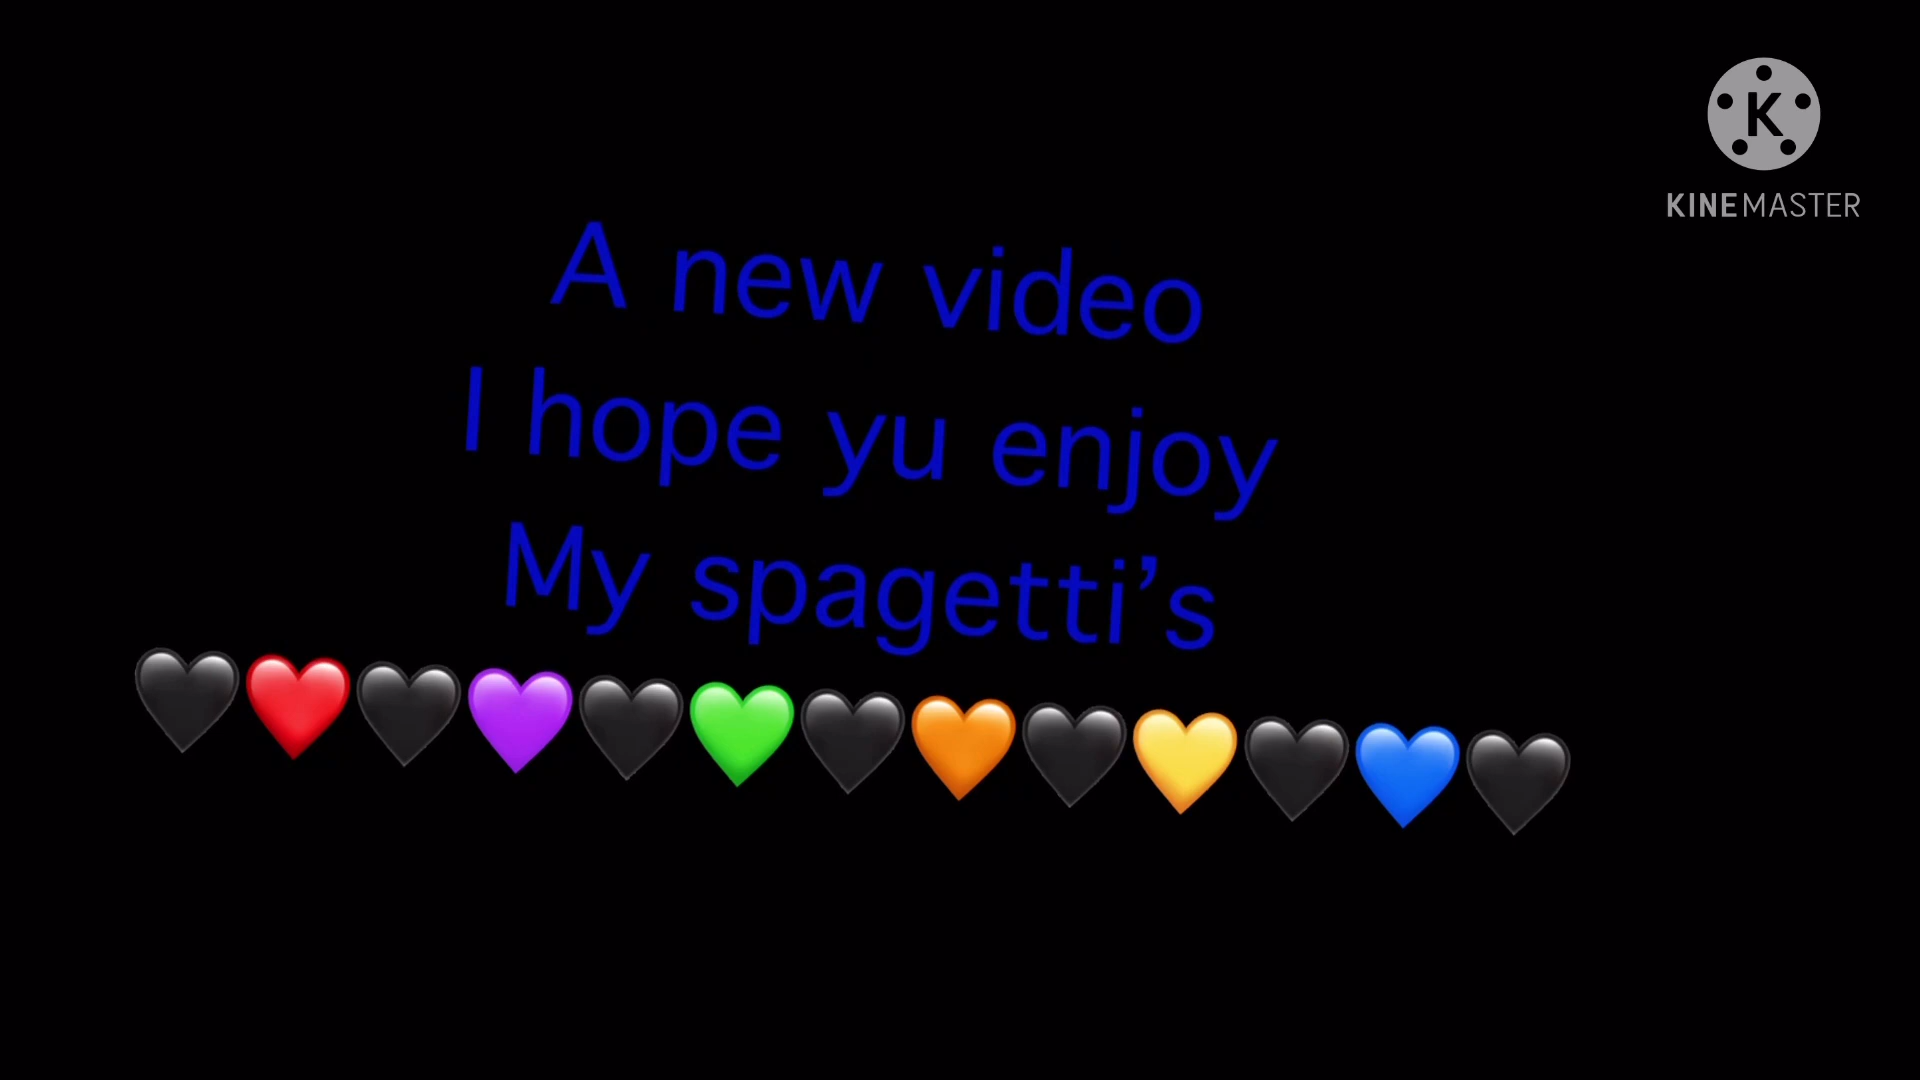 K
KINEMASTER
A new video
I hope yu enjoy
My spagetti’s
🖤❤️🖤💜🖤💚🖤🧡🖤💛🖤💙🖤